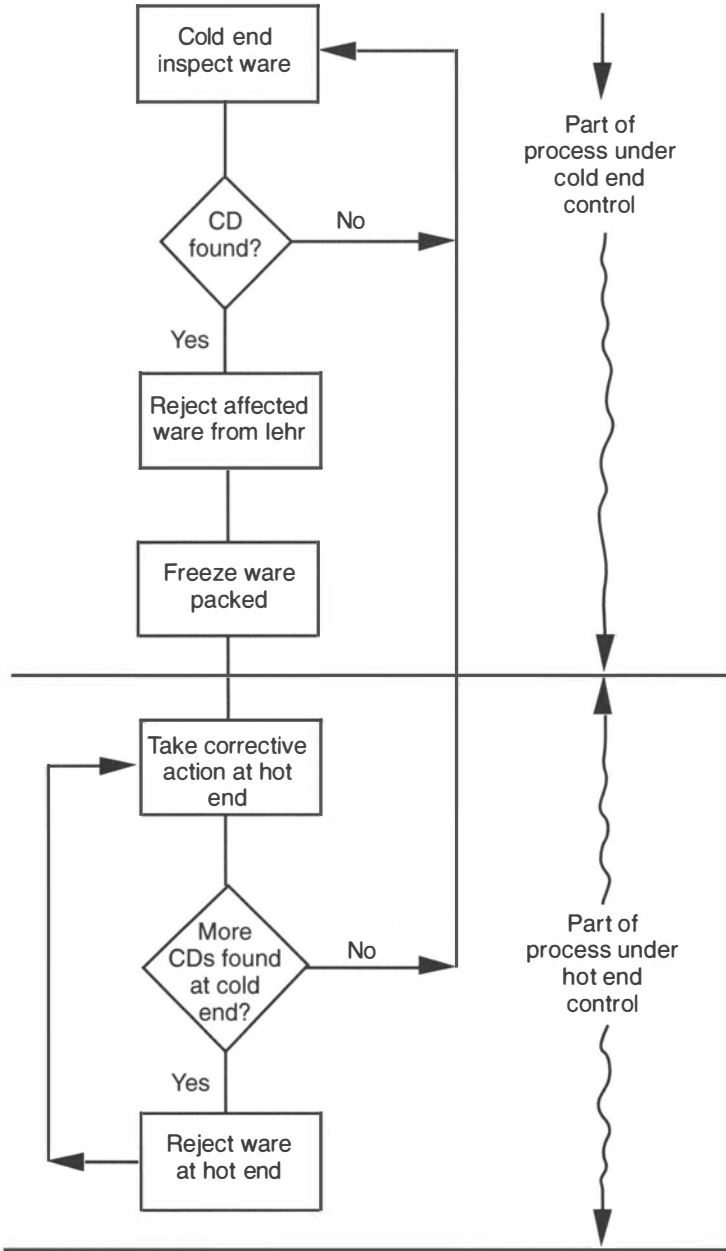 Cold end
inspect ware
Part of
process under
cold end
control
CD
found?
No
Yes
Reject affected
ware from lehr
Freeze ware
packed
Take corrective
action at hot
end
More
CDs found
at cold
end?
No
Part of
process under
hot end
control
Yes
Reject ware
at hot end